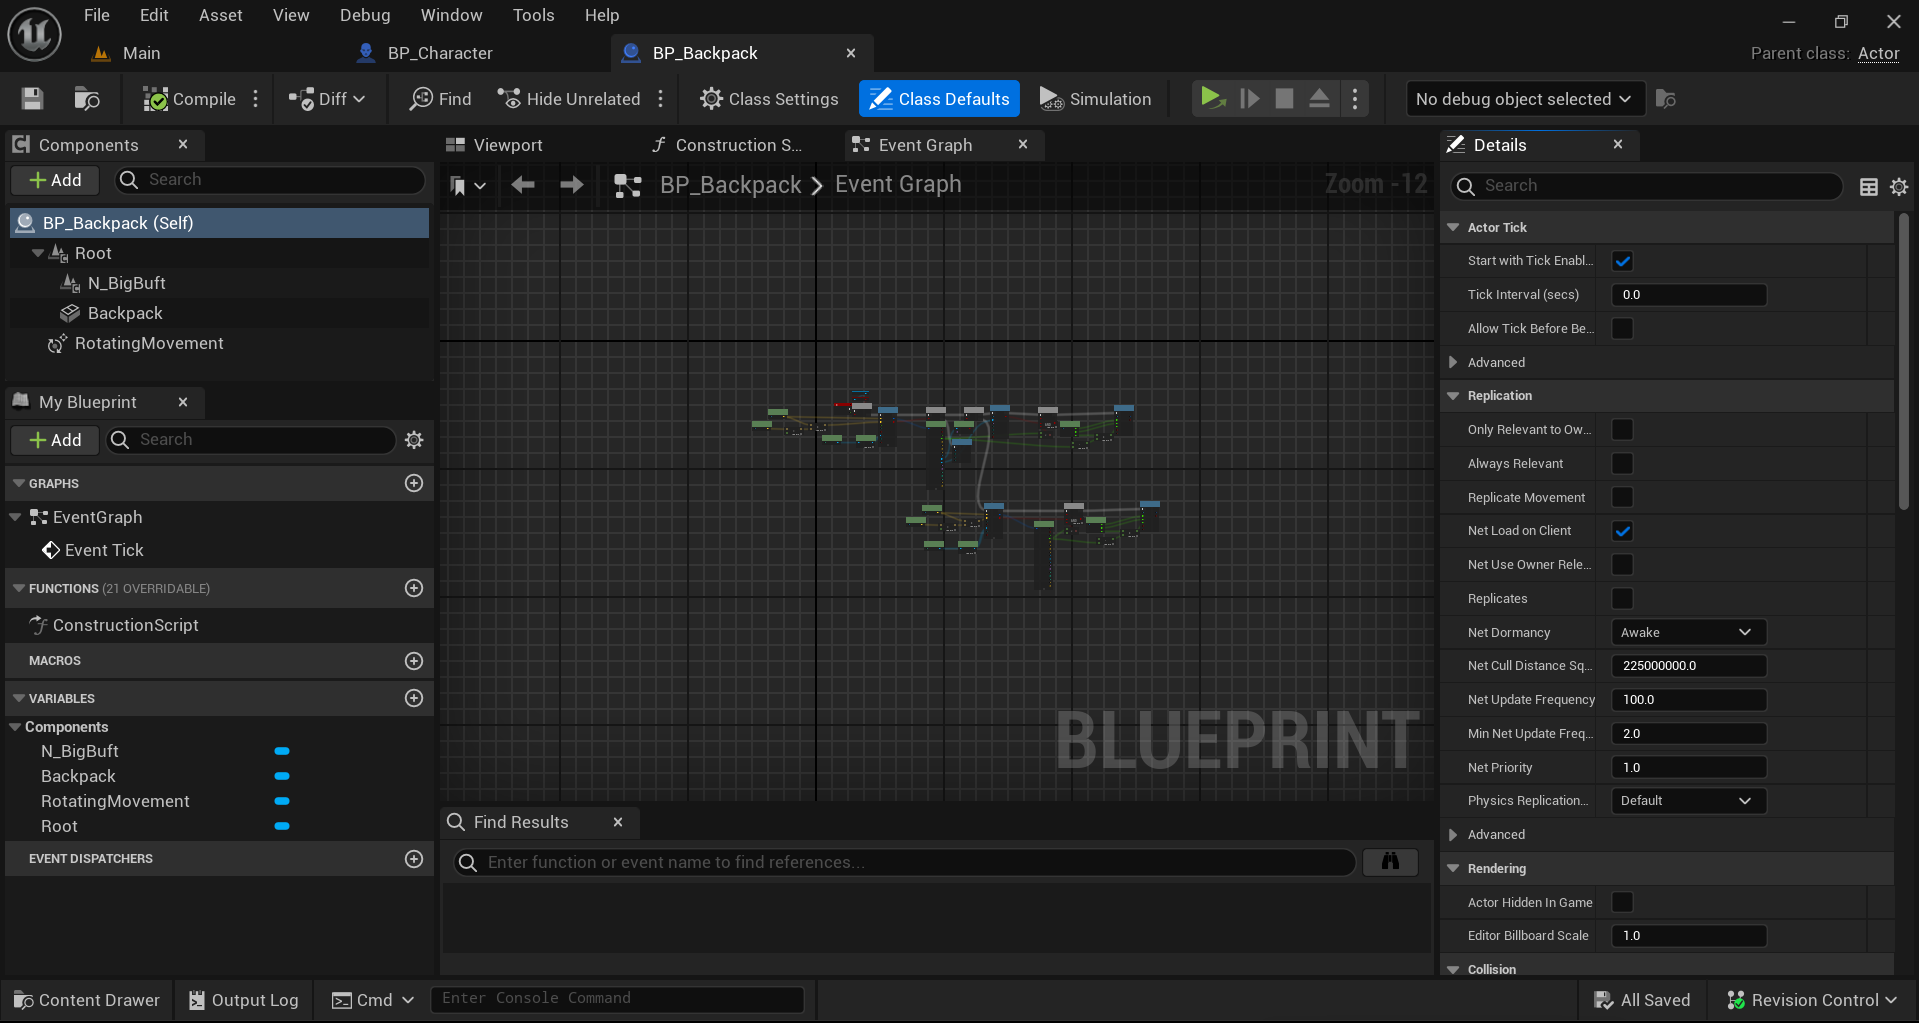 File Edit Asset View Debug Window Tools Help
Main
BP_Character
BP_Backpack
Parent class: Actor
Compile
Diff
Find
Hide Unrelated
Class Settings
Class Defaults
Simulation
No debug object selected
Components
Add
Search
BP_Backpack (Self)
Root
N_BigBuft
Backpack
RotatingMovement
My Blueprint
Add
Search
GRAPHS
EventGraph
Event Tick
FUNCTIONS (21 OVERRIDABLE)
ConstructionScript
MACROS
VARIABLES
Components
N_BigBuft
Backpack
RotatingMovement
Root
EVENT DISPATCHERS
Viewport
Construction S...
Event Graph
BP_Backpack
Event Graph
Zoom -12
BLUEPRINT
Find Results
Enter function or event name to find references...
Details
Search
Actor Tick
Start with Tick Enabl...
Tick Interval (secs) 0.0
Allow Tick Before Be...
Advanced
Replication
Only Relevant to Ow...
Always Relevant
Replicate Movement
Net Load on Client
Net Use Owner Rele...
Replicates
Net Dormancy Awake
Net Cull Distance Sq... 225000000.0
Net Update Frequency 100.0
Min Net Update Freq... 2.0
Net Priority 1.0
Physics Replication... Default
Advanced
Rendering
Actor Hidden In Game
Editor Billboard Scale 1.0
Collision
Content Drawer
Output Log
Cmd
Enter Console Command
All Saved
Revision Control